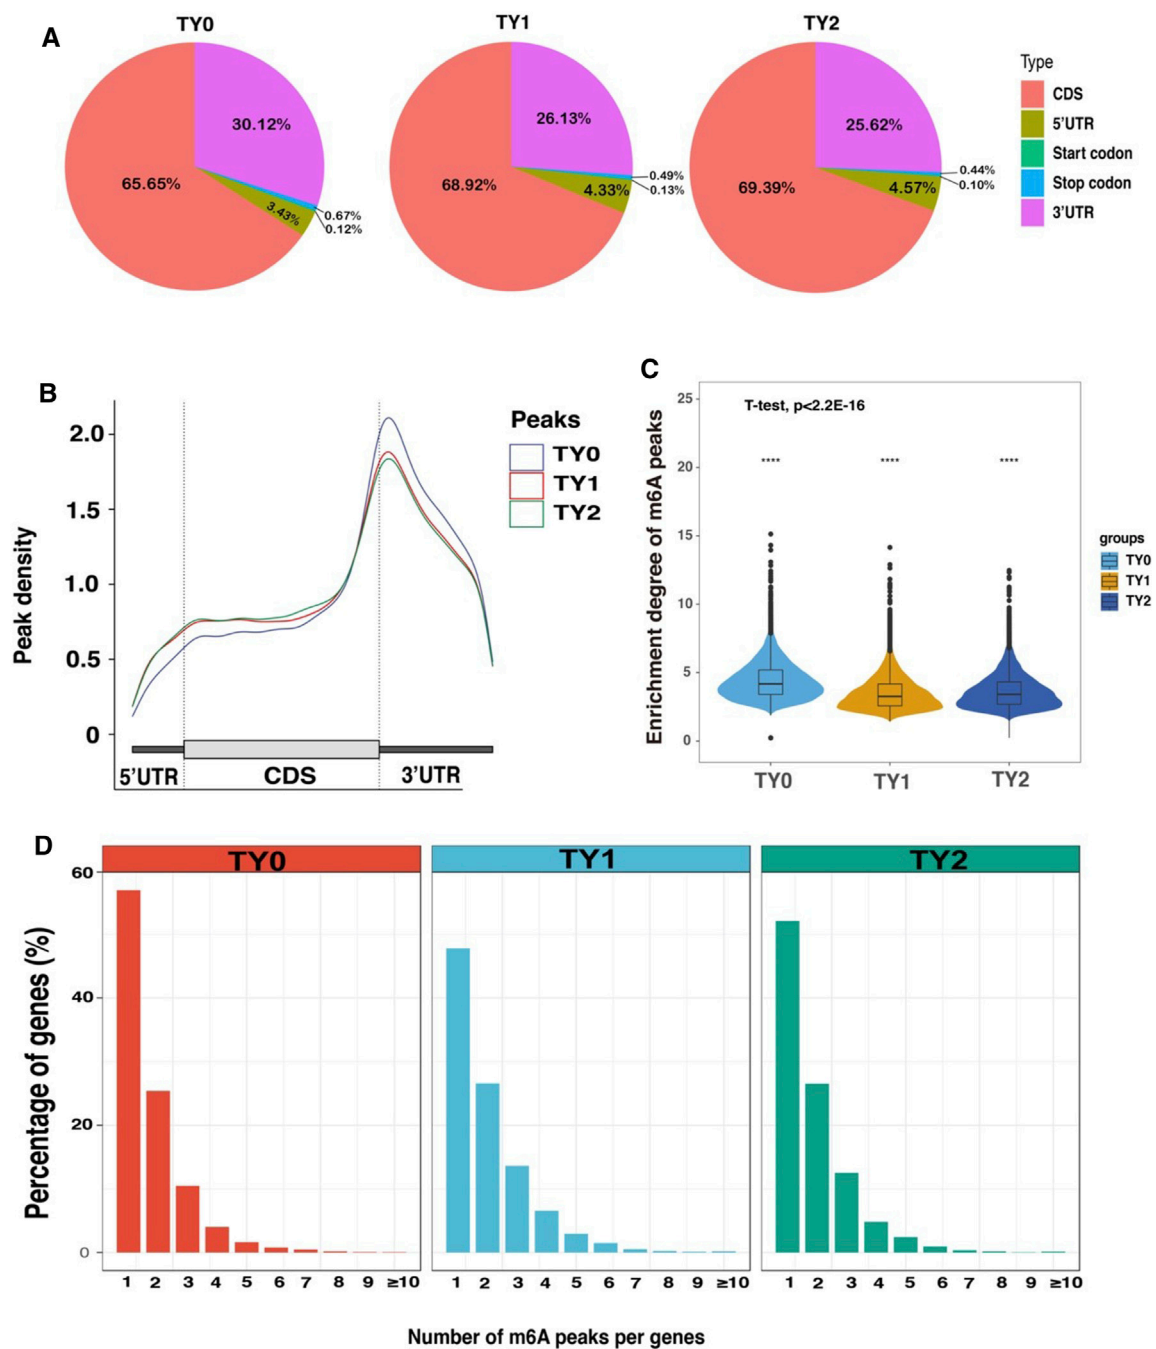 A
TY0
TY1
TY2
30.12%
65.65%
3.43%
0.67%
0.12%
26.13%
68.92%
4.33%
0.49%
0.13%
25.62%
69.39%
4.57%
0.44%
0.10%
Type
CDS
5'UTR
Start codon
Stop codon
3'UTR
B
Peak density
2.0
1.5
1.0
0.5
0
5'UTR
CDS
3'UTR
Peaks
TY0
TY1
TY2
C
Enrichment degree of m6A peaks
25
20
15
10
5
0
T-test, p<2.2E-16
**** **** ****
TY0 TY1 TY2
groups
TY0
TY1
TY2
D
TY0 TY1 TY2
Percentage of genes (%)
60
40
20
0
1 2 3 4 5 6 7 8 9 ≥10
1 2 3 4 5 6 7 8 9 ≥10
1 2 3 4 5 6 7 8 9 ≥10
Number of m6A peaks per genes